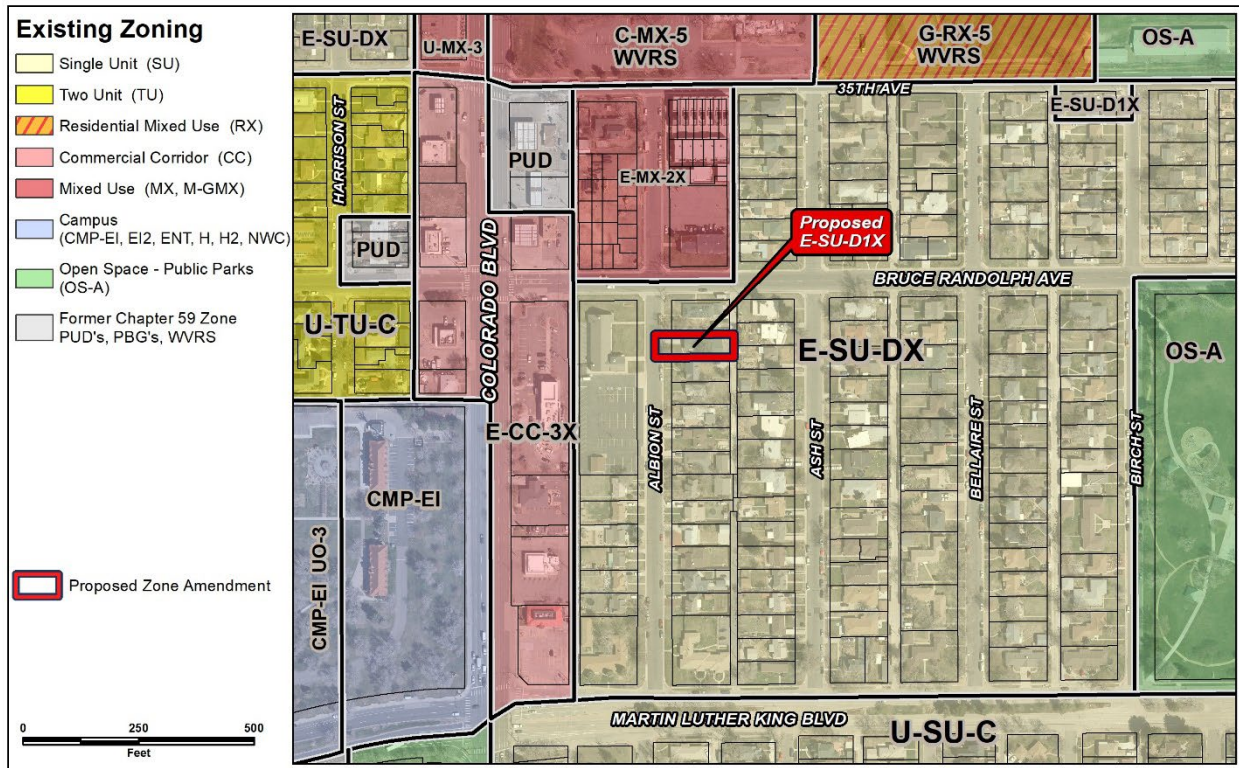 Existing Zoning
Single Unit (SU)
Two Unit (TU)
Residential Mixed Use (RX)
Commercial Corridor (CC)
Mixed Use (MX, M-GMX)
Campus
(CMP-EI, EI2, ENT, H, H2, NWC)
Open Space - Public Parks
(OS-A)
Former Chapter 59 Zone
PUD's, PBG's, WVRS
Proposed Zone Amendment
0 250 500
Feet
E-SU-DX
U-MX-3
C-MX-5
WVRS
G-RX-5
WVRS
OS-A
35TH AVE
E-SU-D1X
HARRISON ST
PUD
E-MX-2X
PUD
Proposed
E-SU-D1X
BRUCE RANDOLPH AVE
U-TU-C
COLORADO BLVD
E-SU-DX
OS-A
E-CC-3X
ALBION ST
ASH ST
BELLAIRE ST
BIRCH ST
CMP-EI
CMP-EI UO-3
MARTIN LUTHER KING BLVD
U-SU-C